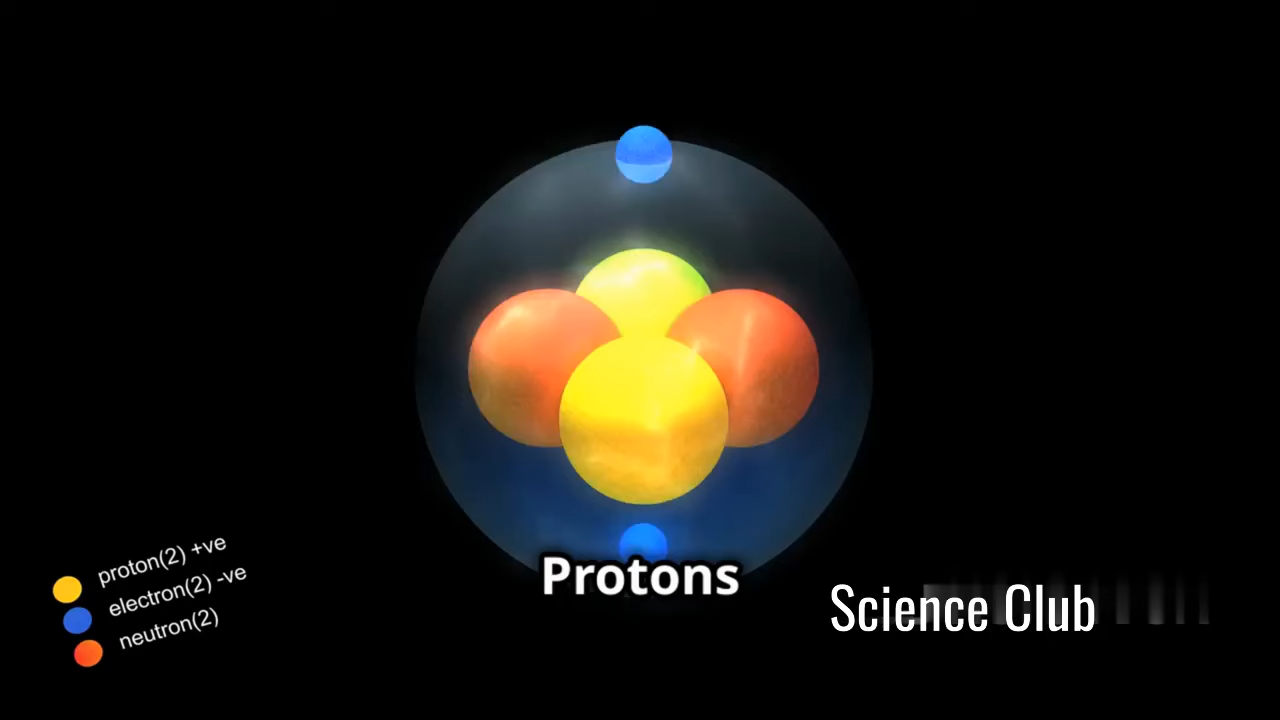 proton(2) +ve
electron(2) -ve
neutron(2)
Protons
Science Club